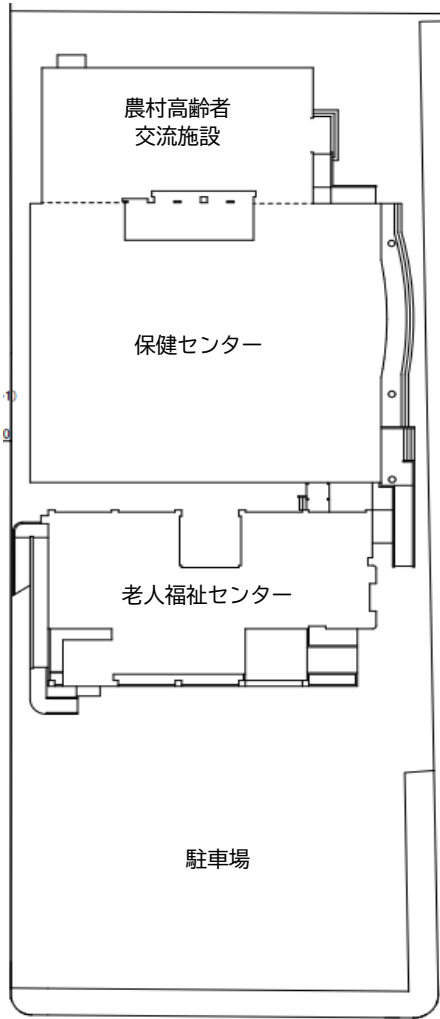 農村高齢者
交流施設
保健センター
老人福祉センター
駐車場